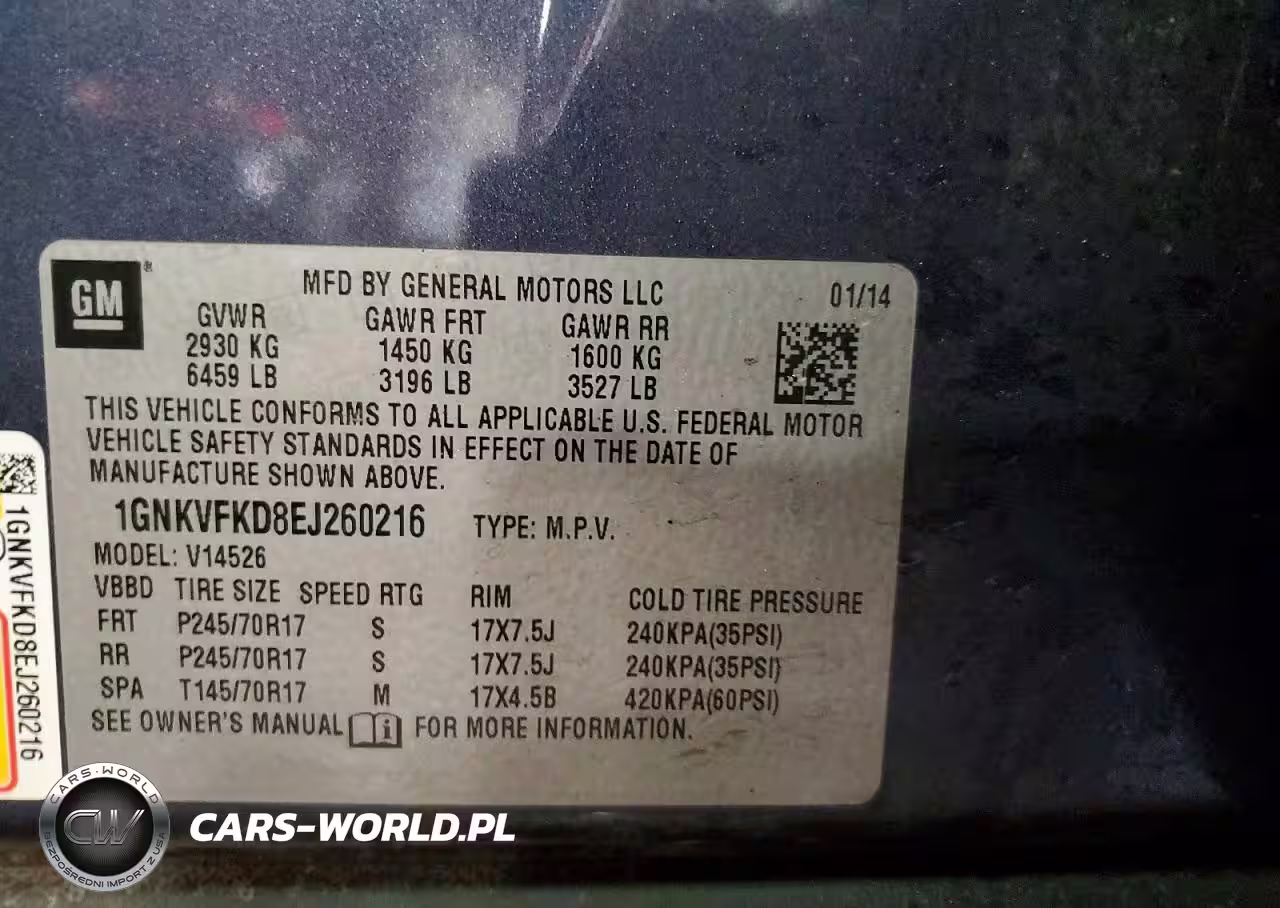 GM
®
MFD BY GENERAL MOTORS LLC
01/14
GVWR GAWR FRT GAWR RR
2930 KG 1450 KG 1600 KG
6459 LB 3196 LB 3527 LB
THIS VEHICLE CONFORMS TO ALL APPLICABLE U.S. FEDERAL MOTOR
VEHICLE SAFETY STANDARDS IN EFFECT ON THE DATE OF
MANUFACTURE SHOWN ABOVE.
1GNKVFKD8EJ260216 TYPE: M.P.V.
MODEL: V14526
VBBD TIRE SIZE SPEED RTG RIM COLD TIRE PRESSURE
FRT P245/70R17 S 17X7.5J 240KPA(35PSI)
RR P245/70R17 S 17X7.5J 240KPA(35PSI)
SPA T145/70R17 M 17X4.5B 420KPA(60PSI)
SEE OWNER'S MANUAL i FOR MORE INFORMATION.
1GNKVFKD8EJ260216
CARS-WORLD
CW
BEZPOŚREDNI IMPORT Z USA
CARS-WORLD.PL